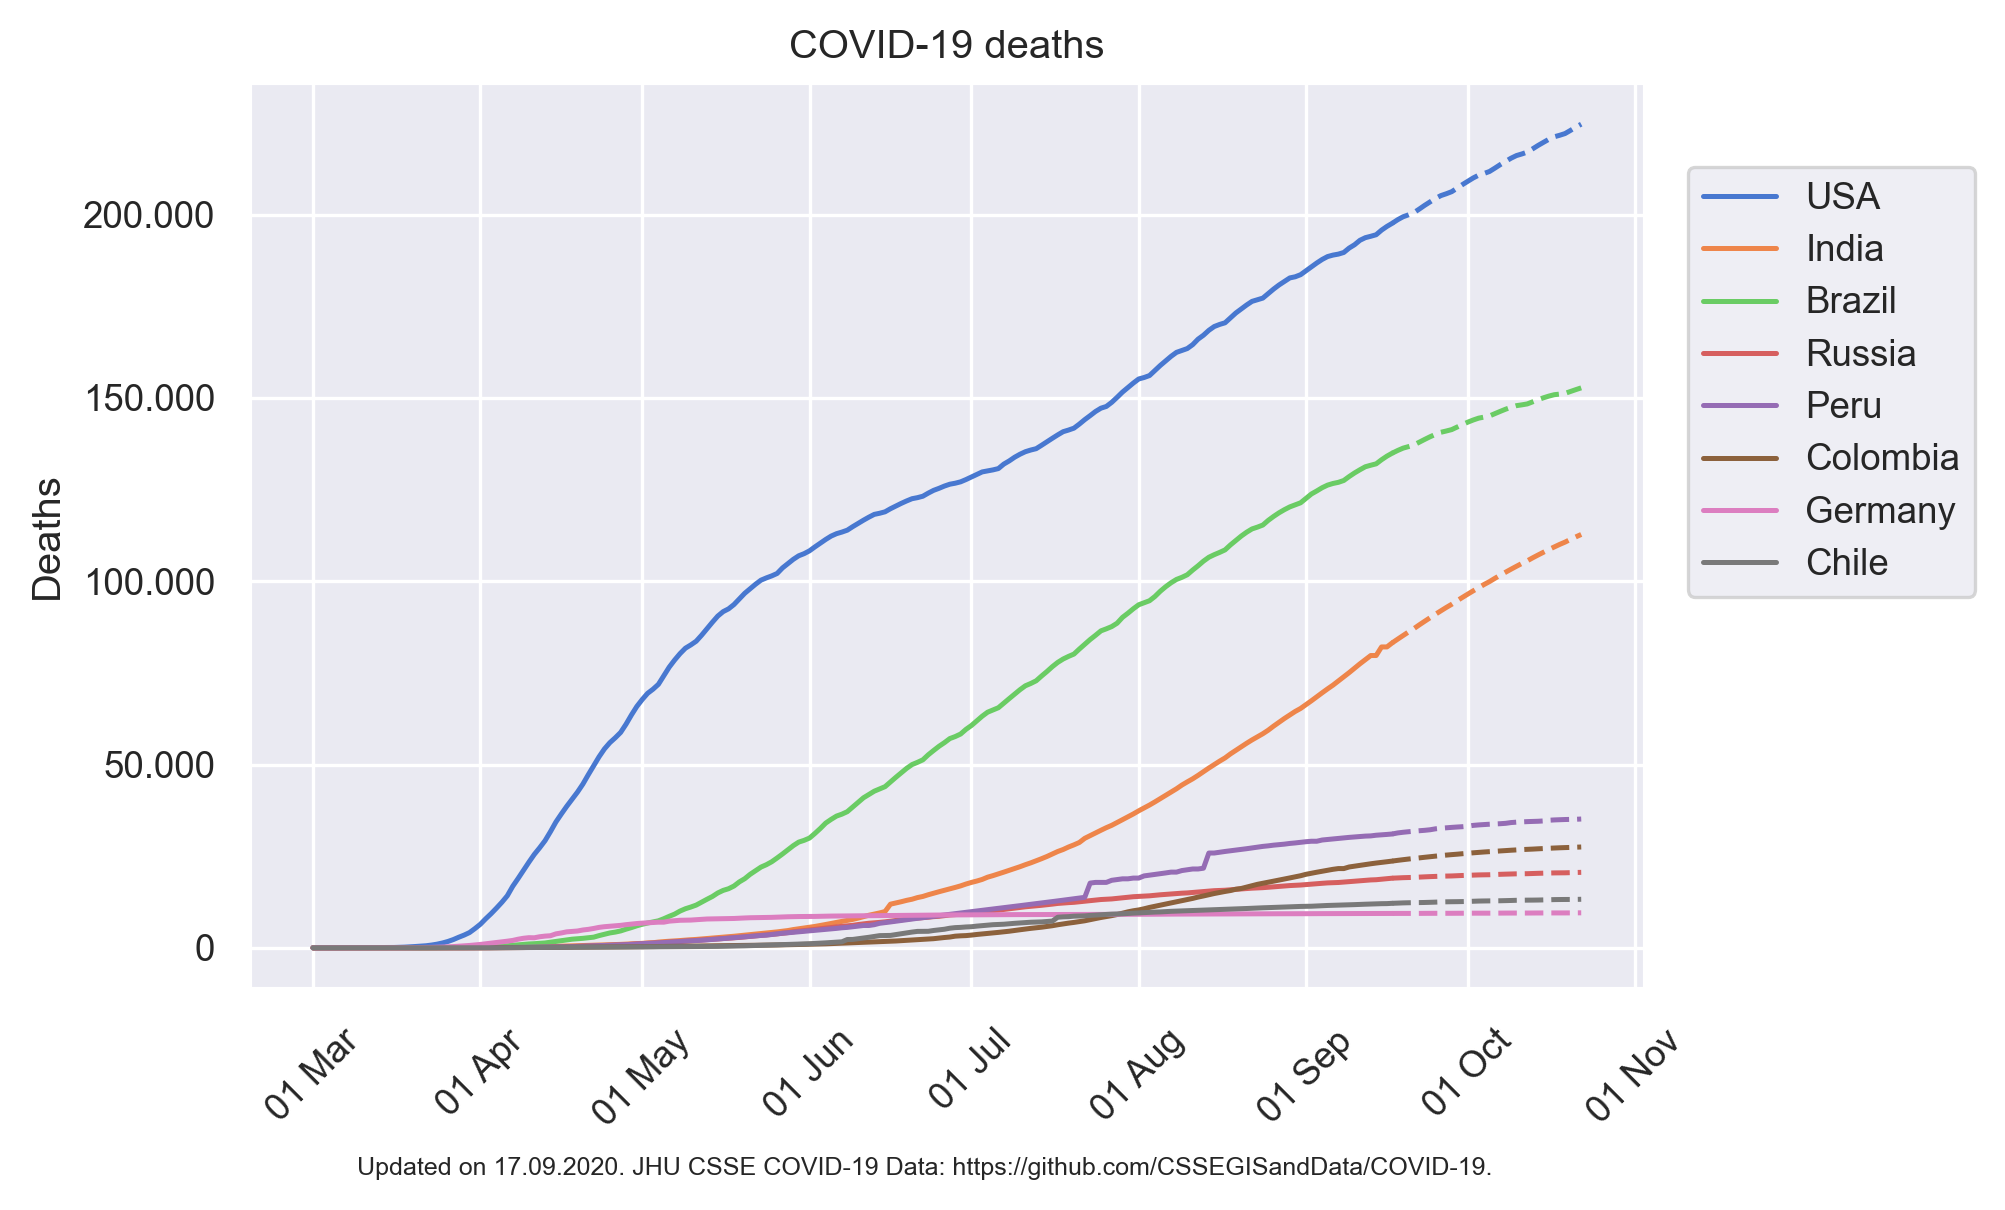 COVID-19 deaths
Deaths
200.000
150.000
100.000
50.000
0
01 Mar
01 Apr
01 May
01 Jun
01 Jul
01 Aug
01 Sep
01 Oct
01 Nov
USA
India
Brazil
Russia
Peru
Colombia
Germany
Chile
Updated on 17.09.2020. JHU CSSE COVID-19 Data: https://github.com/CSSEGISandData/COVID-19.